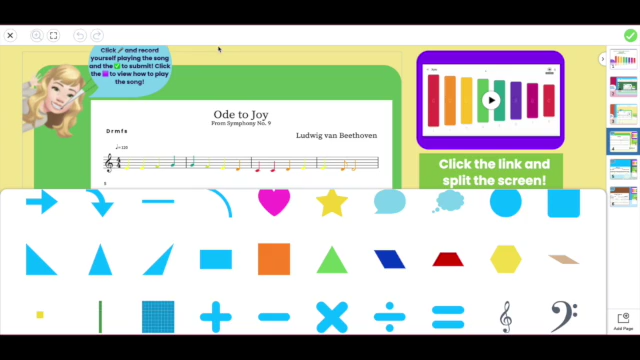 Click and record
yourself playing the song
and the to submit! Click
the to view how to play
the song!
Ode to Joy
From Symphony No. 9
Ludwig van Beethoven
D r m f s
♩=120
Click the link and
split the screen!
Add Page